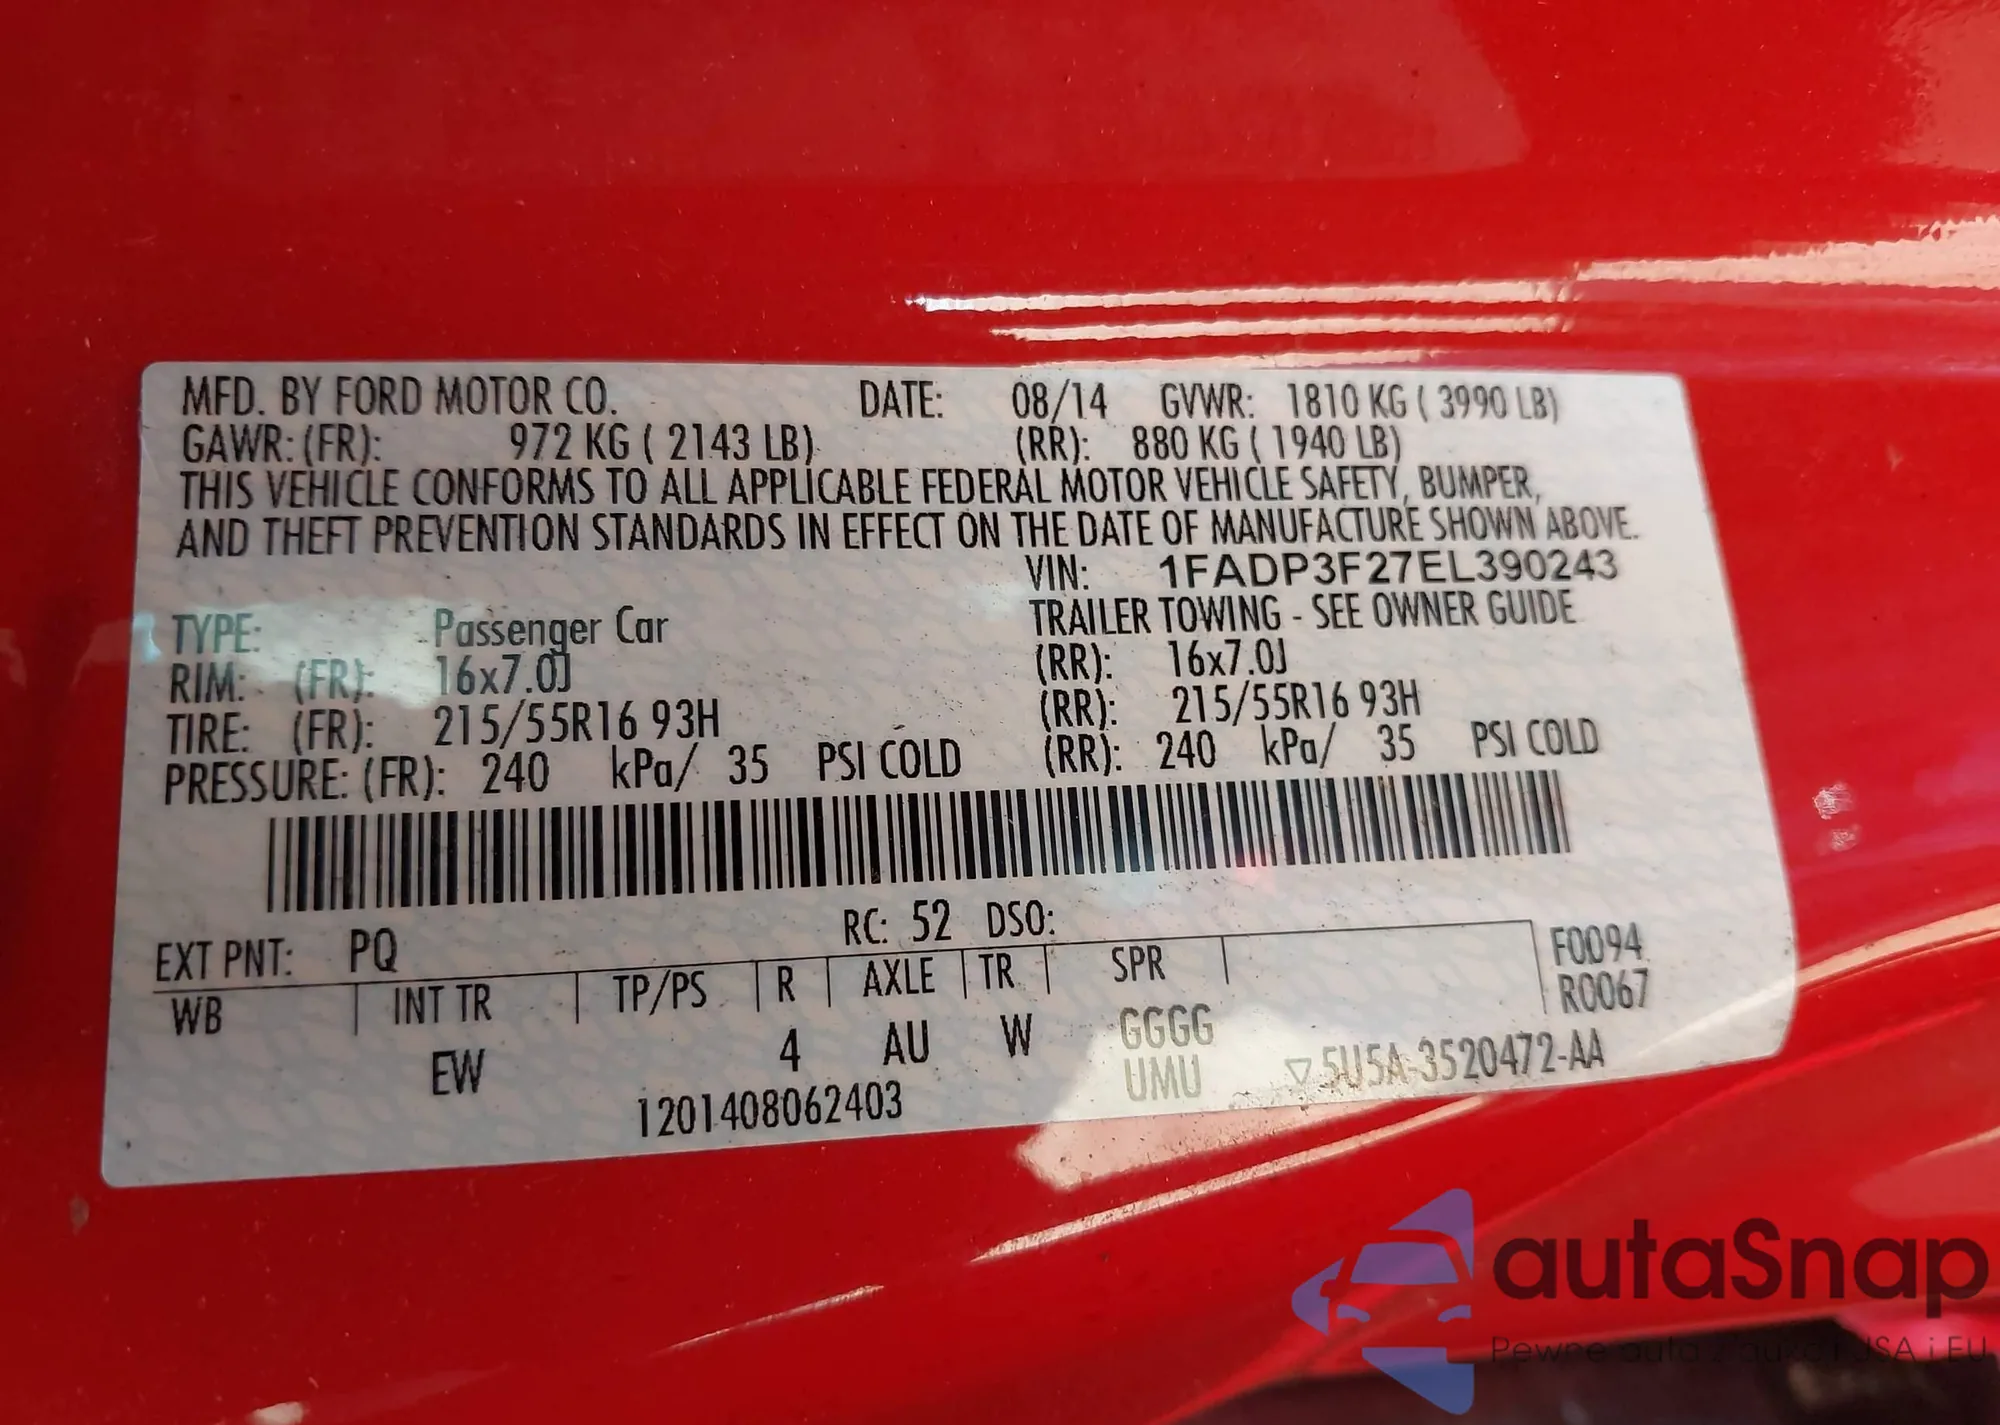 MFD. BY FORD MOTOR CO. DATE: 08/14 GVWR: 1810 KG ( 3990 LB)
GAWR: (FR): 972 KG ( 2143 LB) (RR): 880 KG ( 1940 LB)
THIS VEHICLE CONFORMS TO ALL APPLICABLE FEDERAL MOTOR VEHICLE SAFETY, BUMPER,
AND THEFT PREVENTION STANDARDS IN EFFECT ON THE DATE OF MANUFACTURE SHOWN ABOVE.
VIN: 1FADP3F27EL390243
TYPE: Passenger Car TRAILER TOWING - SEE OWNER GUIDE
RIM: (FR): 16x7.0J (RR): 16x7.0J
TIRE: (FR): 215/55R16 93H (RR): 215/55R16 93H
PRESSURE: (FR): 240 kPa/ 35 PSI COLD (RR): 240 kPa/ 35 PSI COLD
EXT PNT: PQ RC: 52 DSO:
WB INT TR TP/PS R AXLE TR SPR F0094
R0067
EW 4 AU W GGGG
UMU ▽5U5A-3520472-AA
1201408062403
autaSnap
Pewne auta z aukcji USA i EU